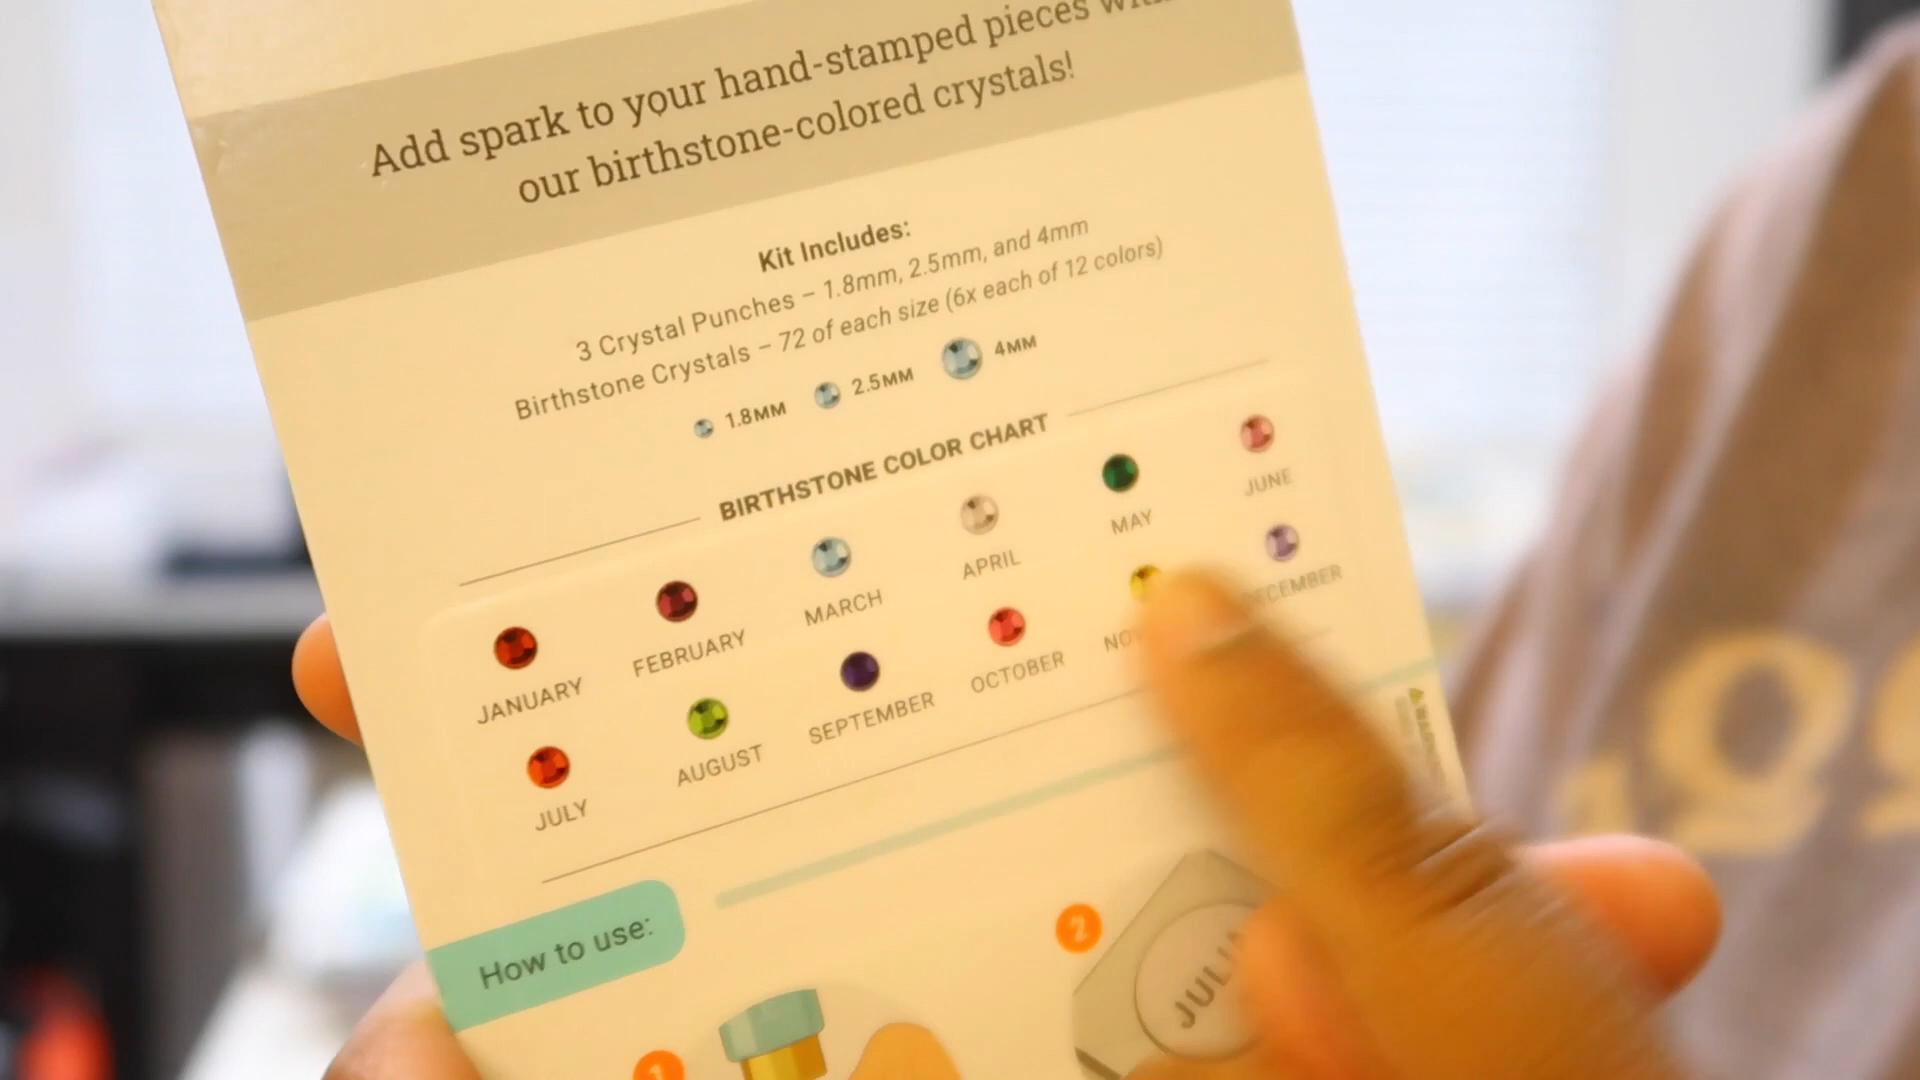 Add spark to your hand-stamped pieces
our birthstone-colored crystals!
Kit Includes:
3 Crystal Punches – 1.8mm, 2.5mm, and 4mm
Birthstone Crystals – 72 of each size (6x each of 12 colors)
1.8MM 2.5MM 4MM
BIRTHSTONE COLOR CHART
JANUARY FEBRUARY MARCH APRIL MAY JUNE
JULY AUGUST SEPTEMBER OCTOBER DECEMBER
How to use:
1
2